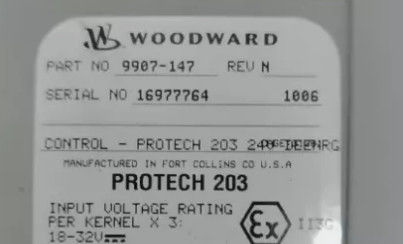 WOODWARD
PART NO 9907-147 REV N
SERIAL NO 16977764 1006
CONTROL - PROTECH 203
MANUFACTURED IN FORT COLLINS CO U.S.A
PROTECH 203
INPUT VOLTAGE RATING
PER KERNEL X 3:
18-32V
Ex II3G